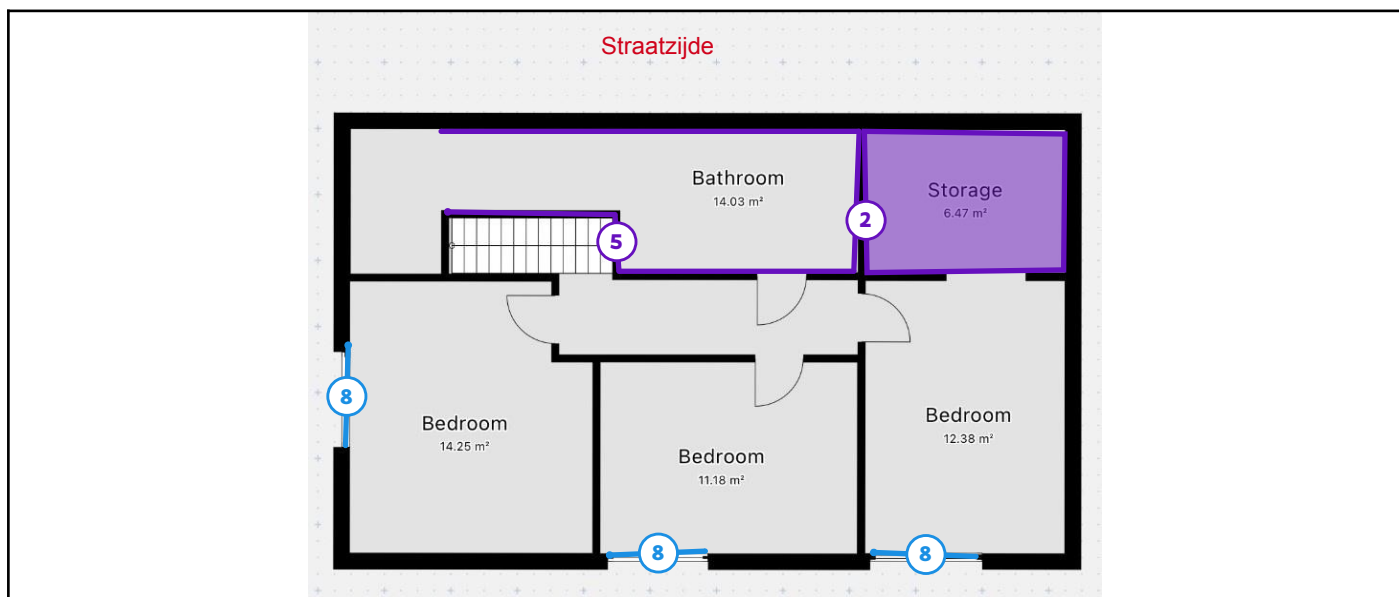 Straatzijde
Bathroom
14.03 m²
Storage
6.47 m²
2
5
8
Bedroom
14.25 m²
Bedroom
11.18 m²
Bedroom
12.38 m²
8
8